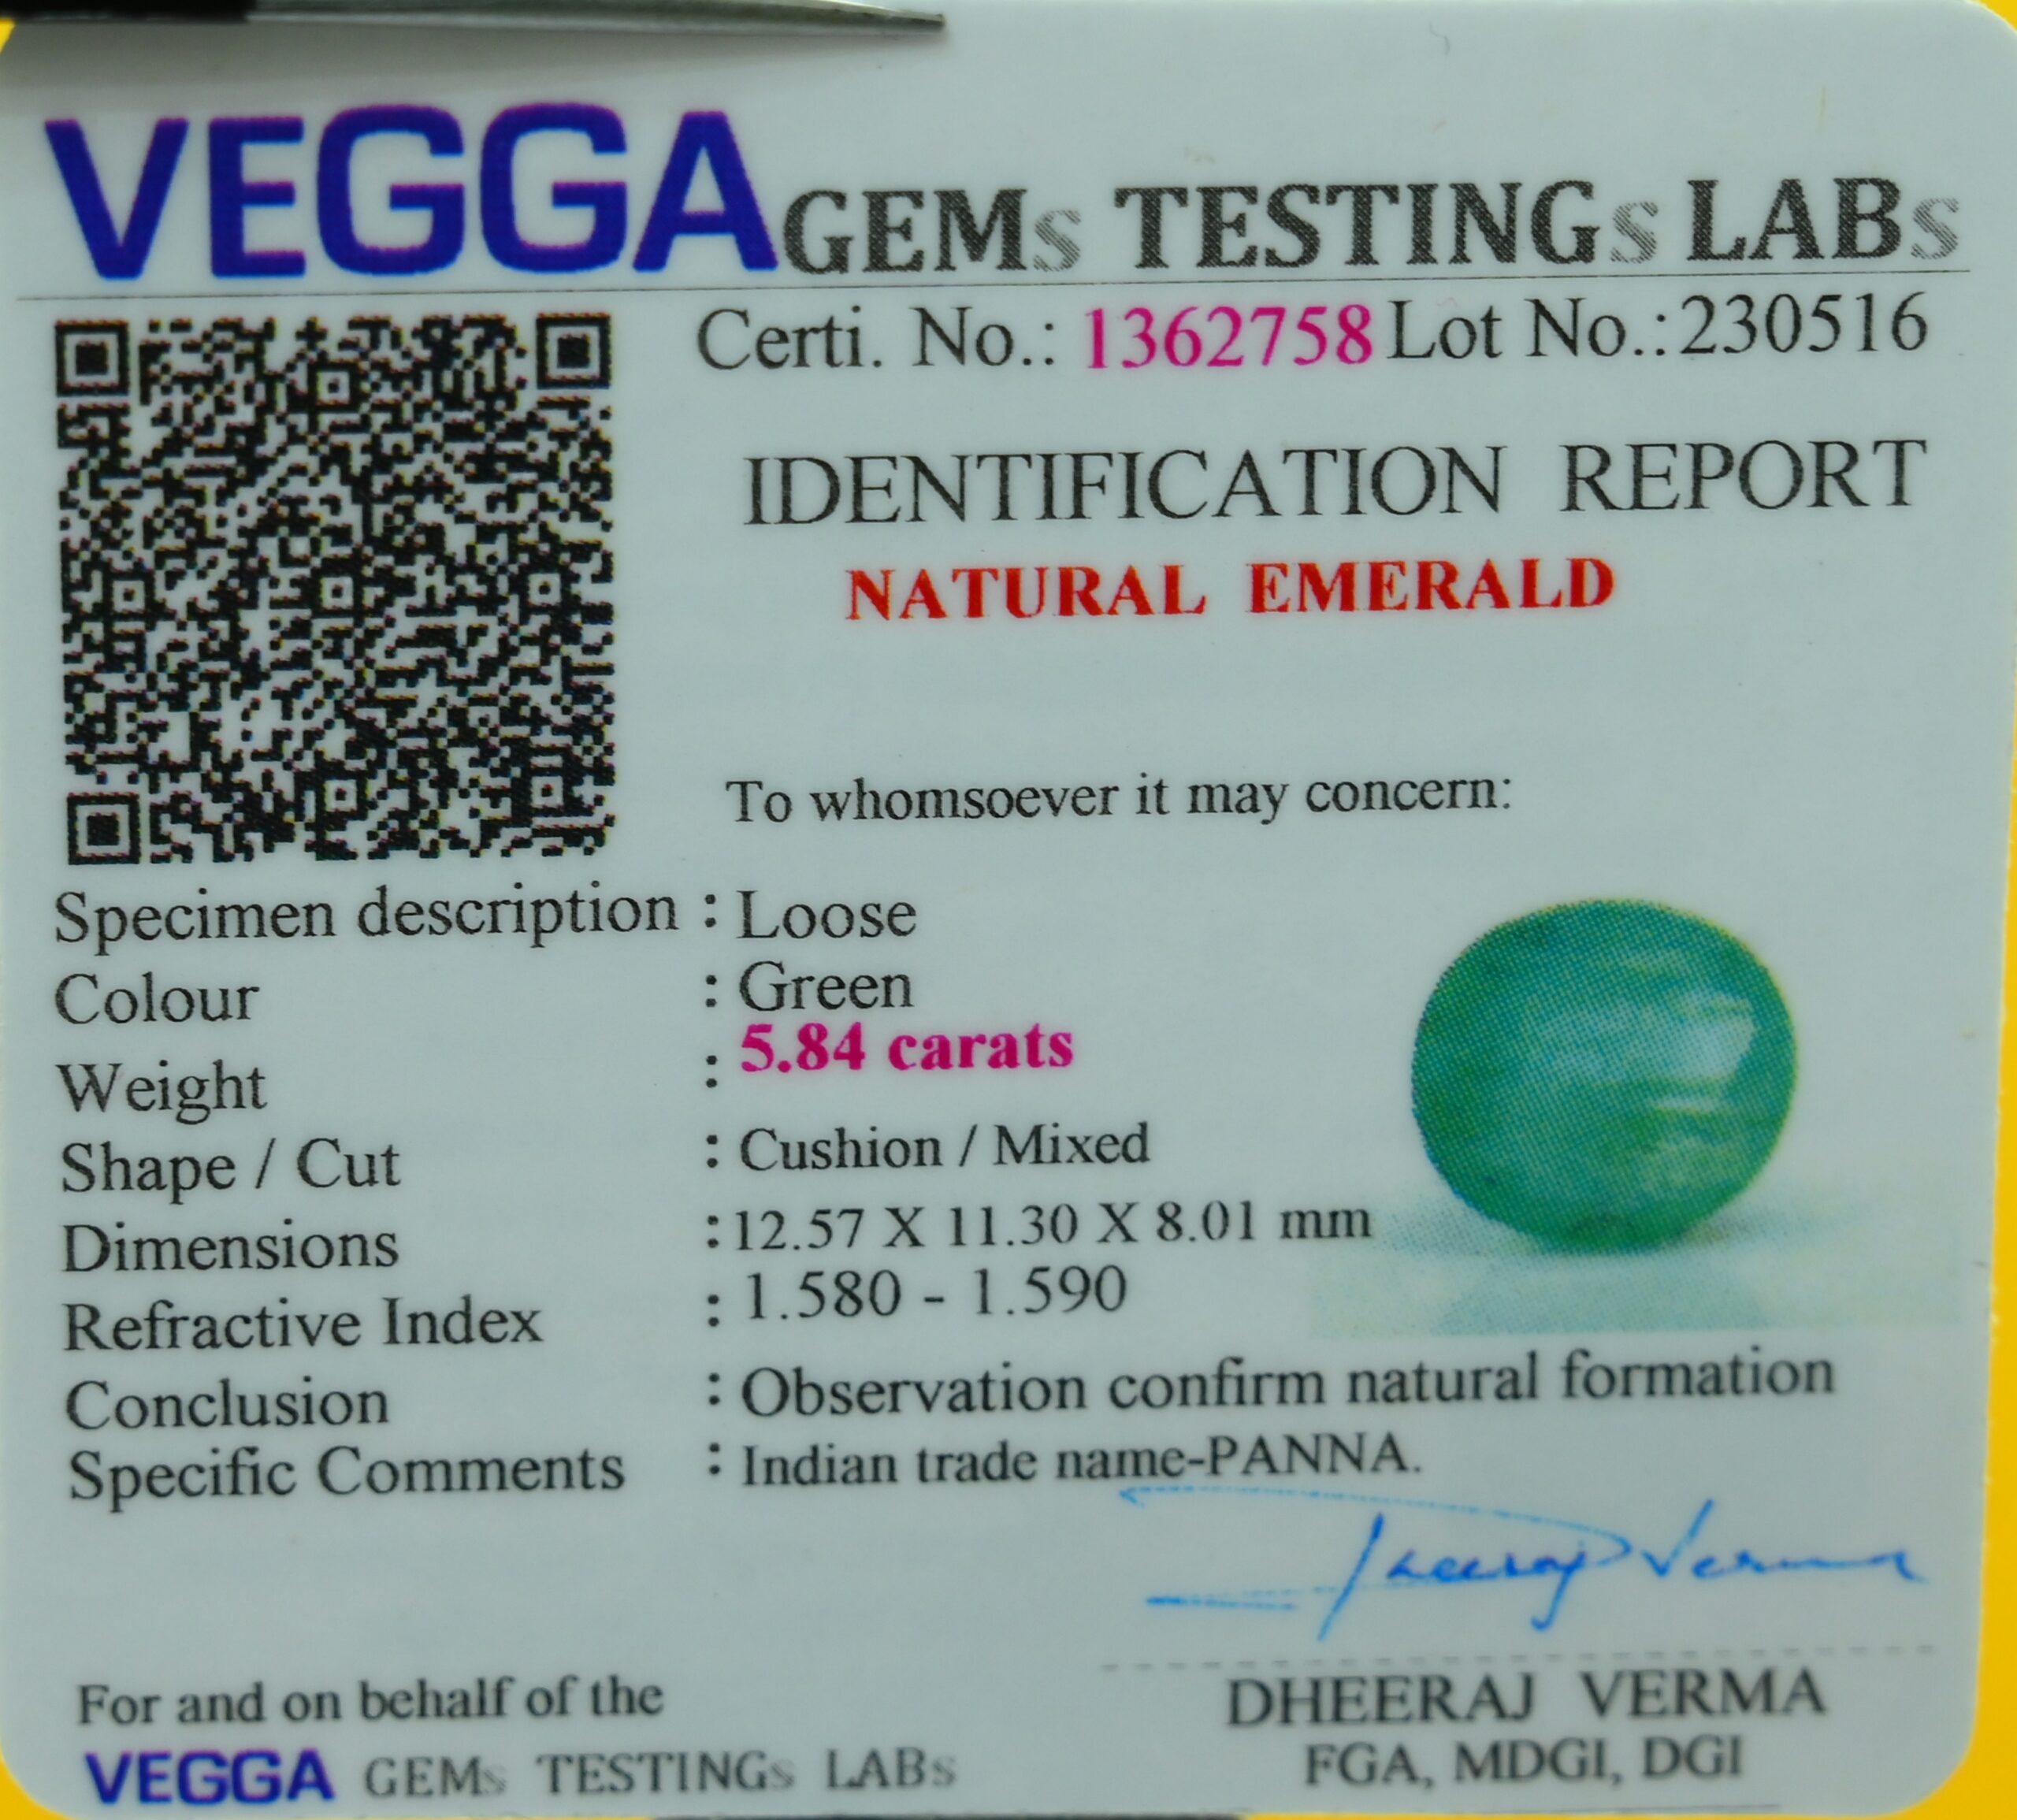 VEGGA GEMs TESTINGs LABs
Certi. No.: 1362758 Lot No.:230516
IDENTIFICATION REPORT
NATURAL EMERALD
To whomsoever it may concern:
Specimen description : Loose
Colour : Green
Weight : 5.84 carats
Shape / Cut : Cushion / Mixed
Dimensions : 12.57 X 11.30 X 8.01 mm
Refractive Index : 1.580 - 1.590
Conclusion : Observation confirm natural formation
Specific Comments : Indian trade name-PANNA.
Dheeraj Verma
DHEERAJ VERMA
FGA, MDGI, DGI
For and on behalf of the
VEGGA GEMs TESTINGs LABs